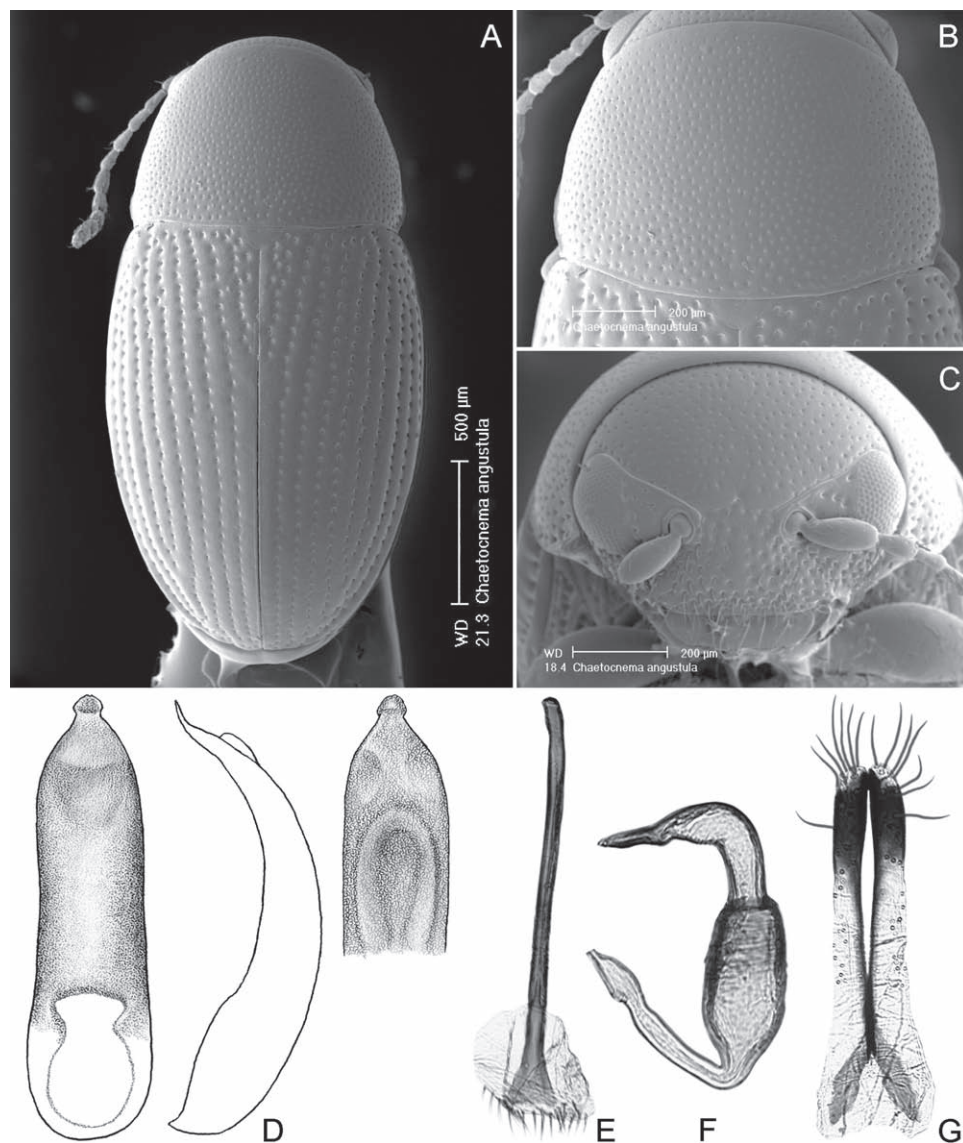 A
500 µm
WD
21.3 Chaetocnema angustula
B
200 µm
Chaetocnema angustula
C
WD
200 µm
18.4 Chaetocnema angustula
D
E
F
G